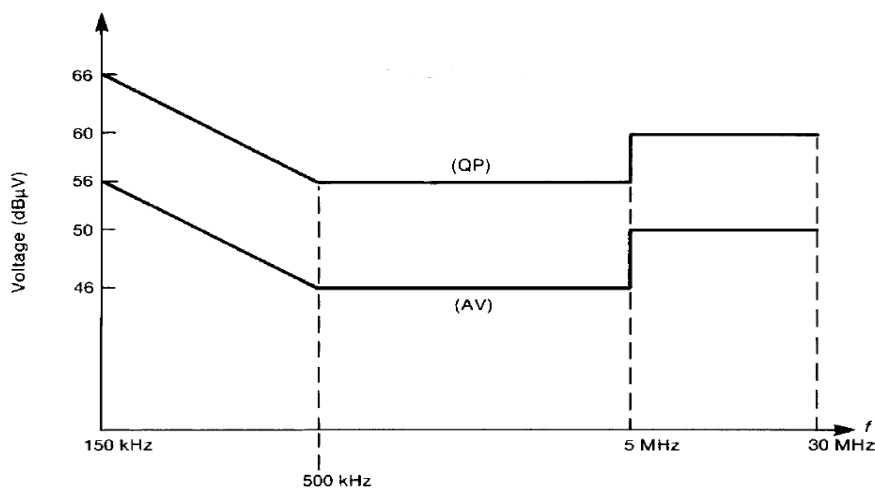 66
60
(QP)
56
50
Voltage (dBµV)
46
(AV)
f
150 kHz
5 MHz
30 MHz
500 kHz